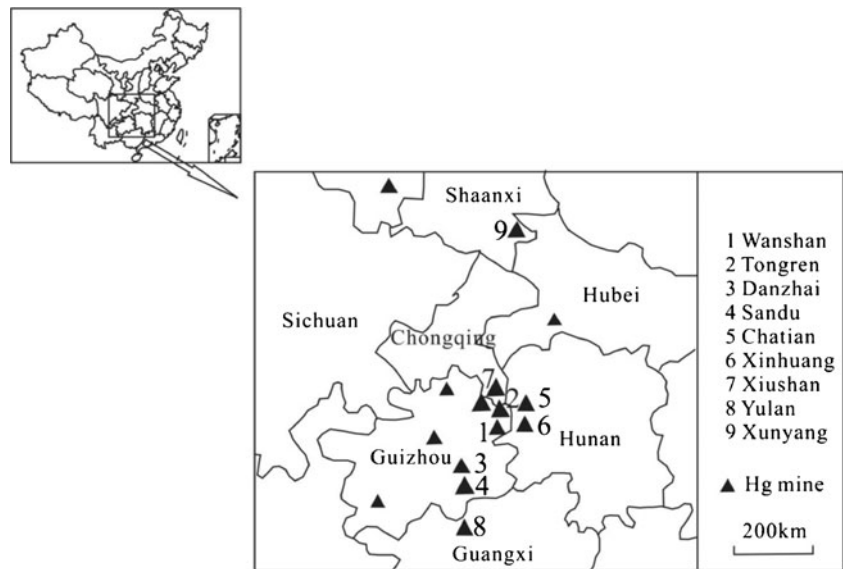 Shaanxi
9
Hubei
Sichuan
Chongqing
7
2
5
1
6
Hunan
Guizhou
3
4
8
Guangxi
1 Wanshan
2 Tongren
3 Danzhai
4 Sandu
5 Chatian
6 Xinhuang
7 Xiushan
8 Yulan
9 Xunyang
Hg mine
200km